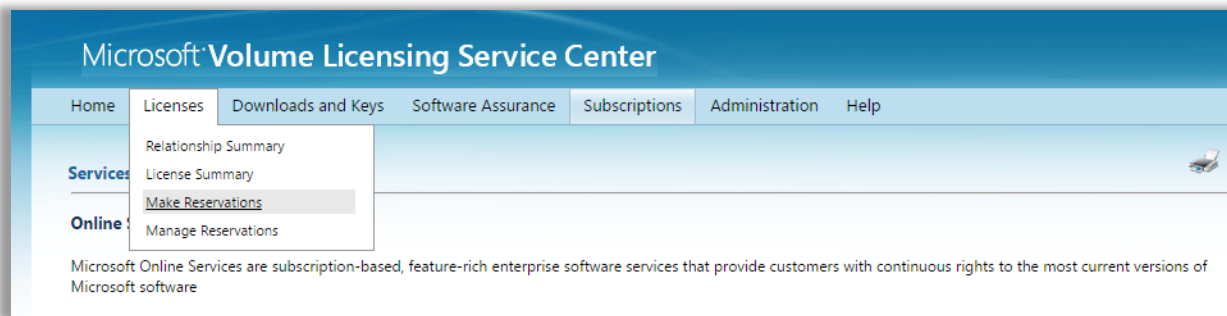 Microsoft Volume Licensing Service Center
Home Licenses Downloads and Keys Software Assurance Subscriptions Administration Help
Relationship Summary
Services
License Summary
Make Reservations
Online
Manage Reservations
Microsoft Online Services are subscription-based, feature-rich enterprise software services that provide customers with continuous rights to the most current versions of
Microsoft software